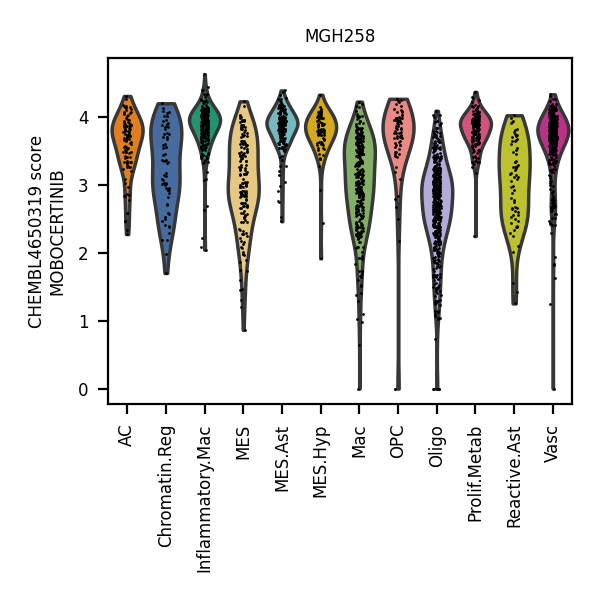 MGH258
CHEMBL4650319 score
MOBOCERTINIB
4
3
2
1
0
AC
Chromatin.Reg
Inflammatory.Mac
MES
MES.Ast
MES.Hyp
Mac
OPC
Oligo
Prolif.Metab
Reactive.Ast
Vasc